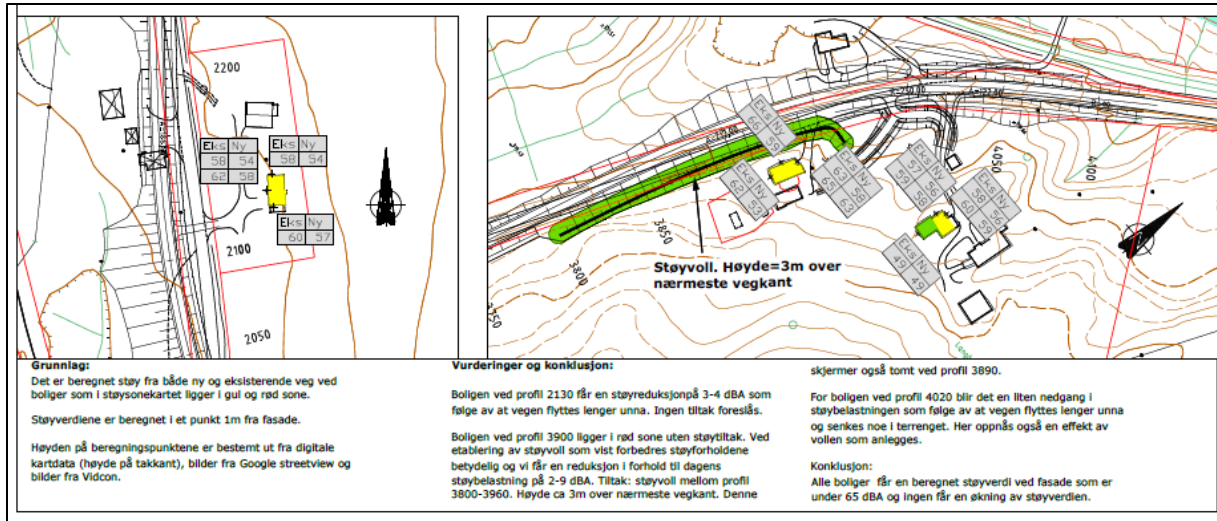 2200
Eks Ny
58 54
62 58
Eks Ny
58 54
Eks Ny
60 57
2100
2050
Eks Ny
66 59
Eks Ny
62 53
Eks Ny
63 58
65 63
Eks Ny
57 56
59 58
Eks Ny
58 56
60 59
Eks Ny
49 49
4050
4100
3850
3800
3750
Støyvoll. Høyde=3m over
nærmeste vegkant
Grunnlag:
Det er beregnet støy fra både ny og eksisterende veg ved
boliger som i støysonekartet ligger i gul og rød sone.
Støyverdiene er beregnet i et punkt 1m fra fasade.
Høyden på beregningspunktene er bestemt ut fra digitale
kartdata (høyde på takkant), bilder fra Google streetview og
bilder fra Vidcon.
Vurderinger og konklusjon:
Boligen ved profil 2130 får en støyreduksjonpå 3-4 dBA som
følge av at vegen flyttes lenger unna. Ingen tiltak foreslås.
Boligen ved profil 3900 ligger i rød sone uten støytiltak. Ved
etablering av støyvoll som vist forbedres støyforholdene
betydelig og vi får en reduksjon i forhold til dagens
støybelastning på 2-9 dBA. Tiltak: støyvoll mellom profil
3800-3960. Høyde ca 3m over nærmeste vegkant. Denne
skjermer også tomt ved profil 3890.
For boligen ved profil 4020 blir det en liten nedgang i
støybelastningen som følge av at vegen flyttes lenger unna
og senkes noe i terrenget. Her oppnås også en effekt av
vollen som anlegges.
Konklusjon:
Alle boliger får en beregnet støyverdi ved fasade som er
under 65 dBA og ingen får en økning av støyverdien.